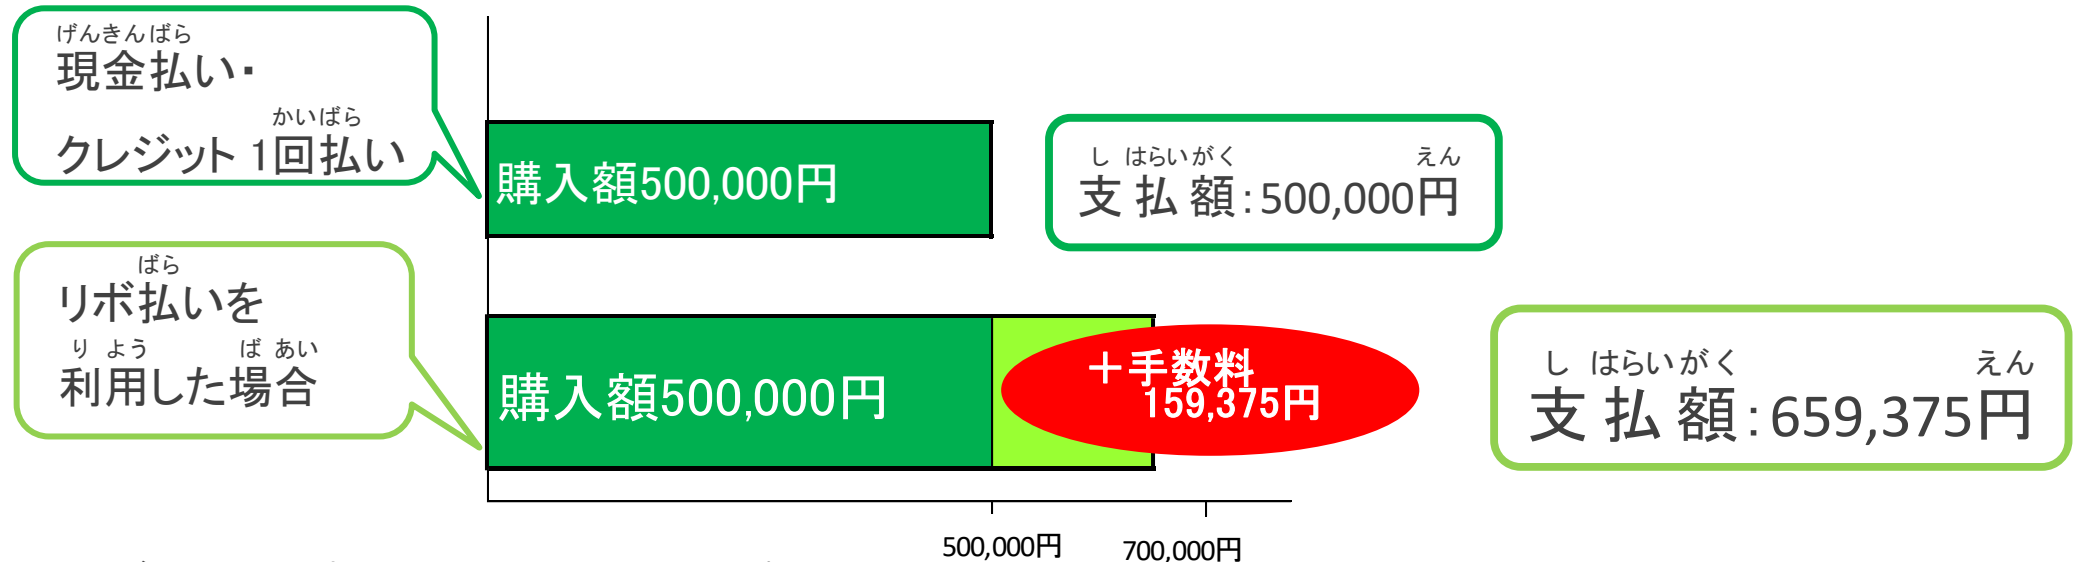 げんきんばら
現金払い・
かいばら
クレジット 1回払い
購入額500,000円
し はらいがく えん
支払額:500,000円
ばら
リボ払いを
り よう ば あい
利用した場合
購入額500,000円
+手数料
159,375円
し はらいがく えん
支払額:659,375円
500,000円
700,000円